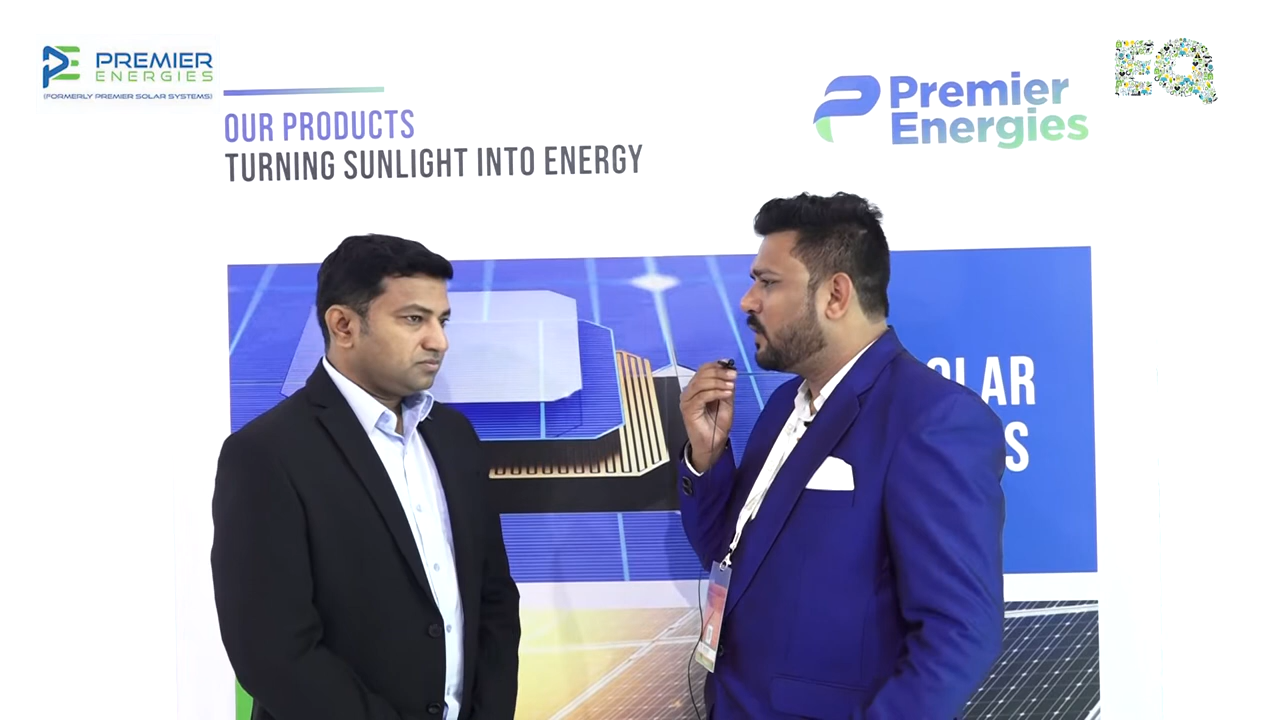 PREMIER
ENERGIES
(FORMERLY PREMIER SOLAR SYSTEMS)
OUR PRODUCTS
TURNING SUNLIGHT INTO ENERGY
Premier
Energies
EQ
OLAR
S